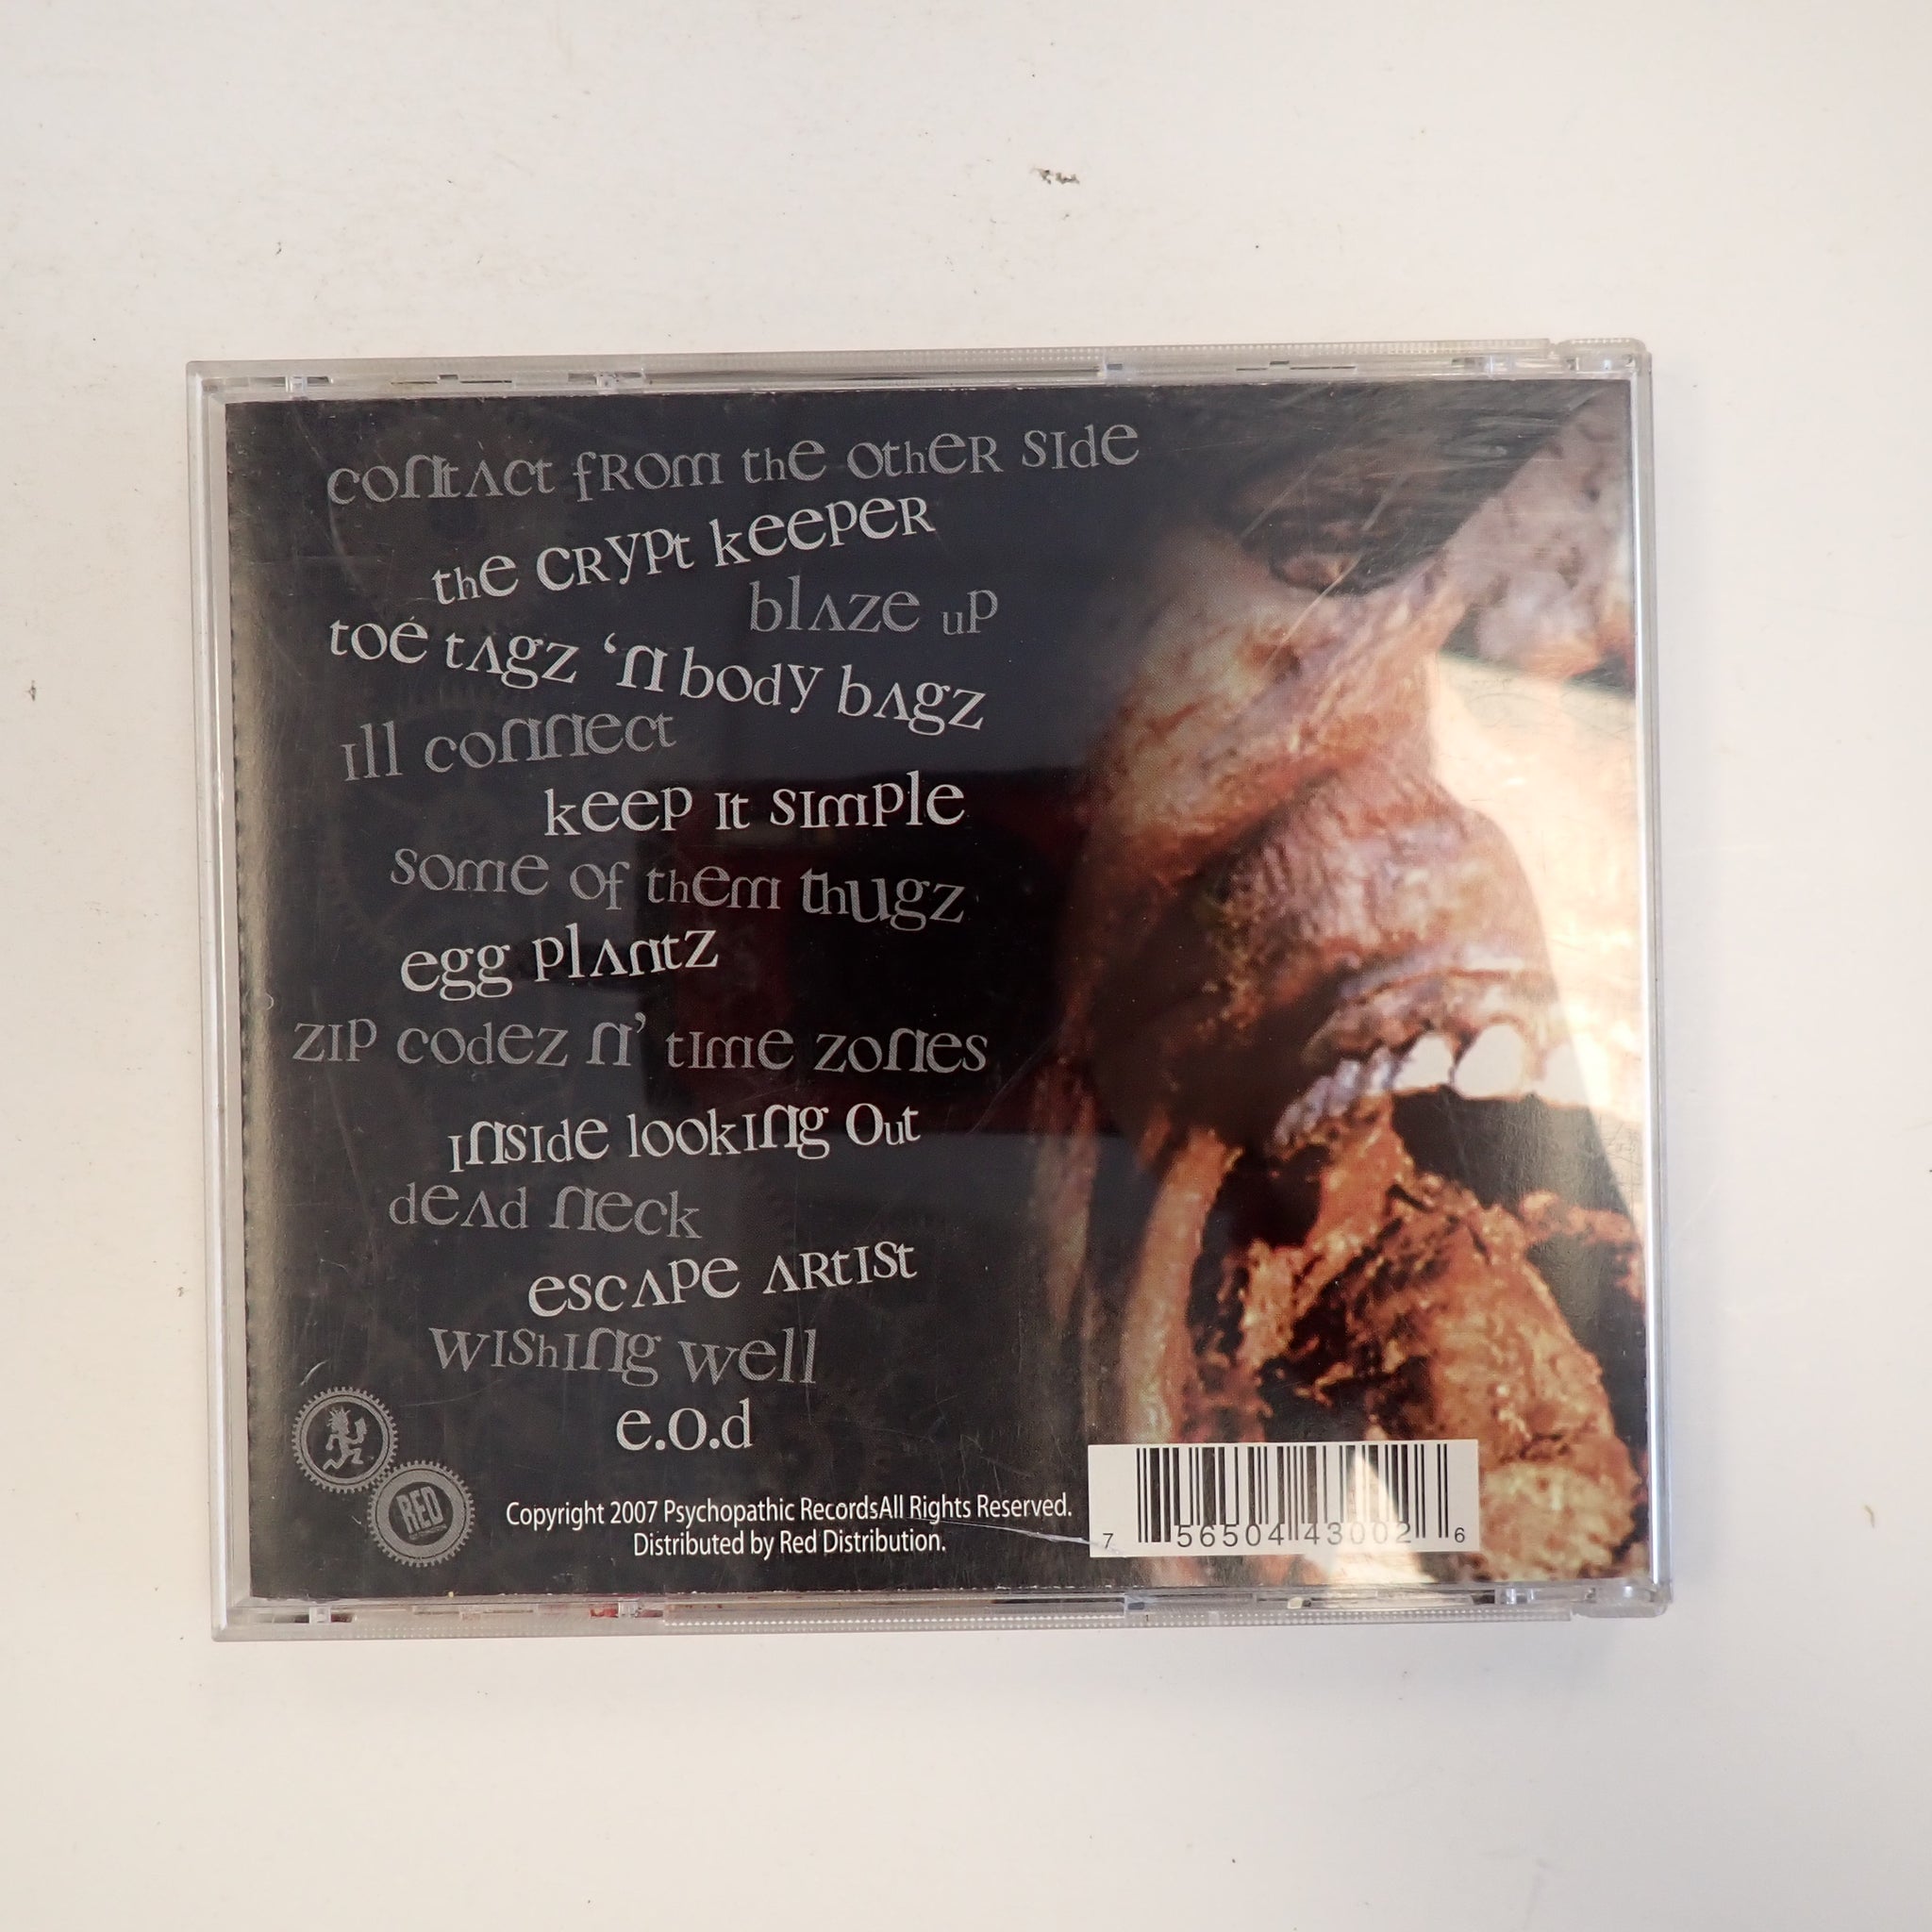 contact from the other side
the crypt keeper
blaze up
toe tagz ‘n body bagz
ill connect
keep it simple
some of them thugz
egg plantz
zip codez n’ time zones
inside looking out
dead neck
escape artist
wishing well
e.o.d
RED
Copyright 2007 Psychopathic RecordsAll Rights Reserved.
Distributed by Red Distribution.
7 56504 43002 6